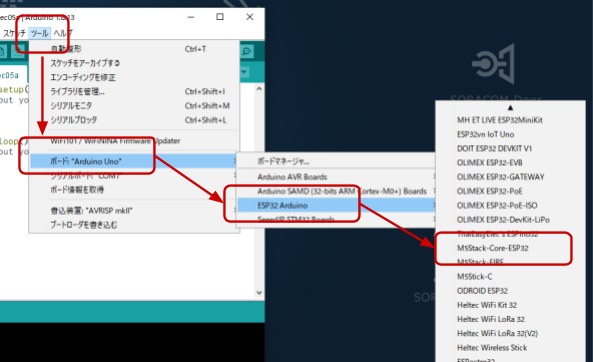 ec05a | Arduino 1.8.13
スケッチ ツール ヘルプ
ec05a
setup(
out yo
loop()
out yo
自動整形 Ctrl+T
スケッチをアーカイブする
エンコーディングを修正
ライブラリを管理... Ctrl+Shift+I
シリアルモニタ Ctrl+Shift+M
シリアルプロッタ Ctrl+Shift+L
WiFi101 / WiFiNINA Firmware Updater
ボード: "Arduino Uno"
シリアルポート: "COM7"
ボード情報を取得
書込装置: "AVRISP mkII"
ブートローダを書き込む
ボードマネージャ...
Arduino AVR Boards
Arduino SAMD (32-bits ARM Cortex-M0+) Boards
ESP32 Arduino
Seeed STM32 Boards
SORACOM Door
SO
MH ET LIVE ESP32MiniKit
ESP32vn IoT Uno
DOIT ESP32 DEVKIT V1
OLIMEX ESP32-EVB
OLIMEX ESP32-GATEWAY
OLIMEX ESP32-PoE
OLIMEX ESP32-PoE-ISO
OLIMEX ESP32-DevKit-LiPo
ThaiEasyElec's ESPino32
M5Stack-Core-ESP32
M5Stack-FIRE
M5Stick-C
ODROID ESP32
Heltec WiFi Kit 32
Heltec WiFi LoRa 32
Heltec WiFi LoRa 32(V2)
Heltec Wireless Stick
ESPectro32